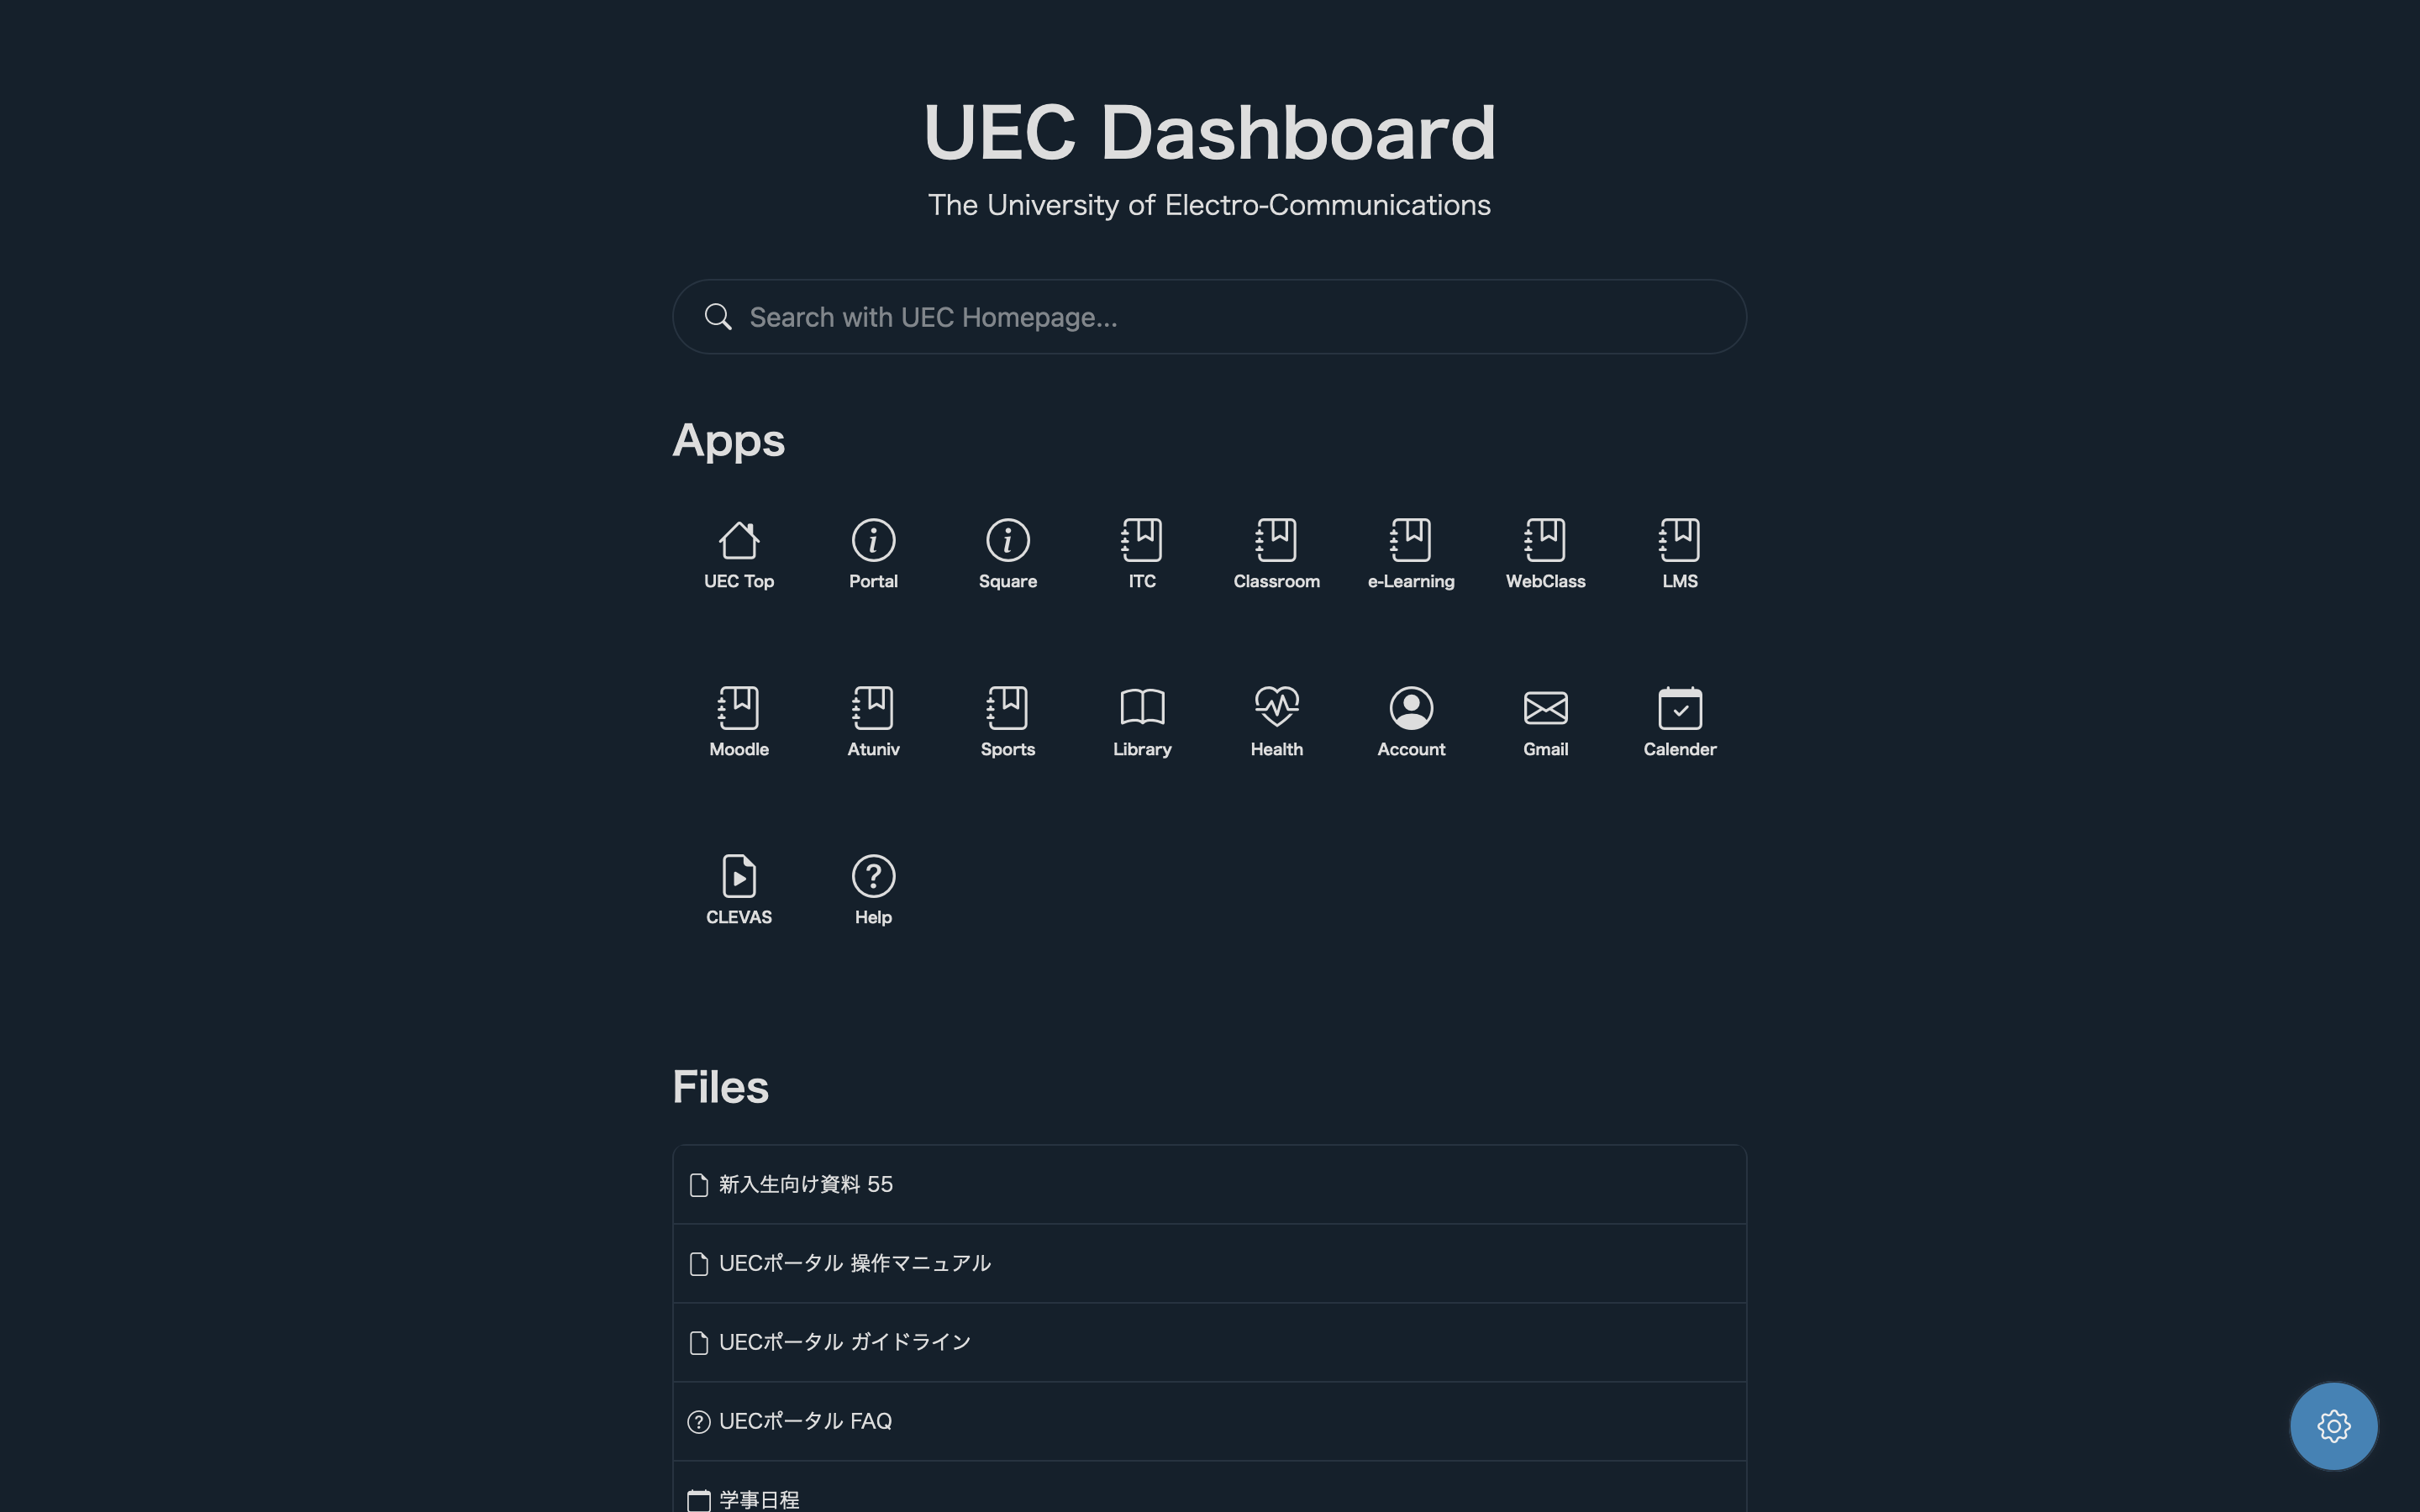 UEC Dashboard
The University of Electro-Communications
Search with UEC Homepage...
Apps
UEC Top
Portal
Square
ITC
Classroom
e-Learning
WebClass
LMS
Moodle
Atuniv
Sports
Library
Health
Account
Gmail
Calender
CLEVAS
Help
Files
新入生向け資料 55
UECポータル 操作マニュアル
UECポータル ガイドライン
UECポータル FAQ
学事日程